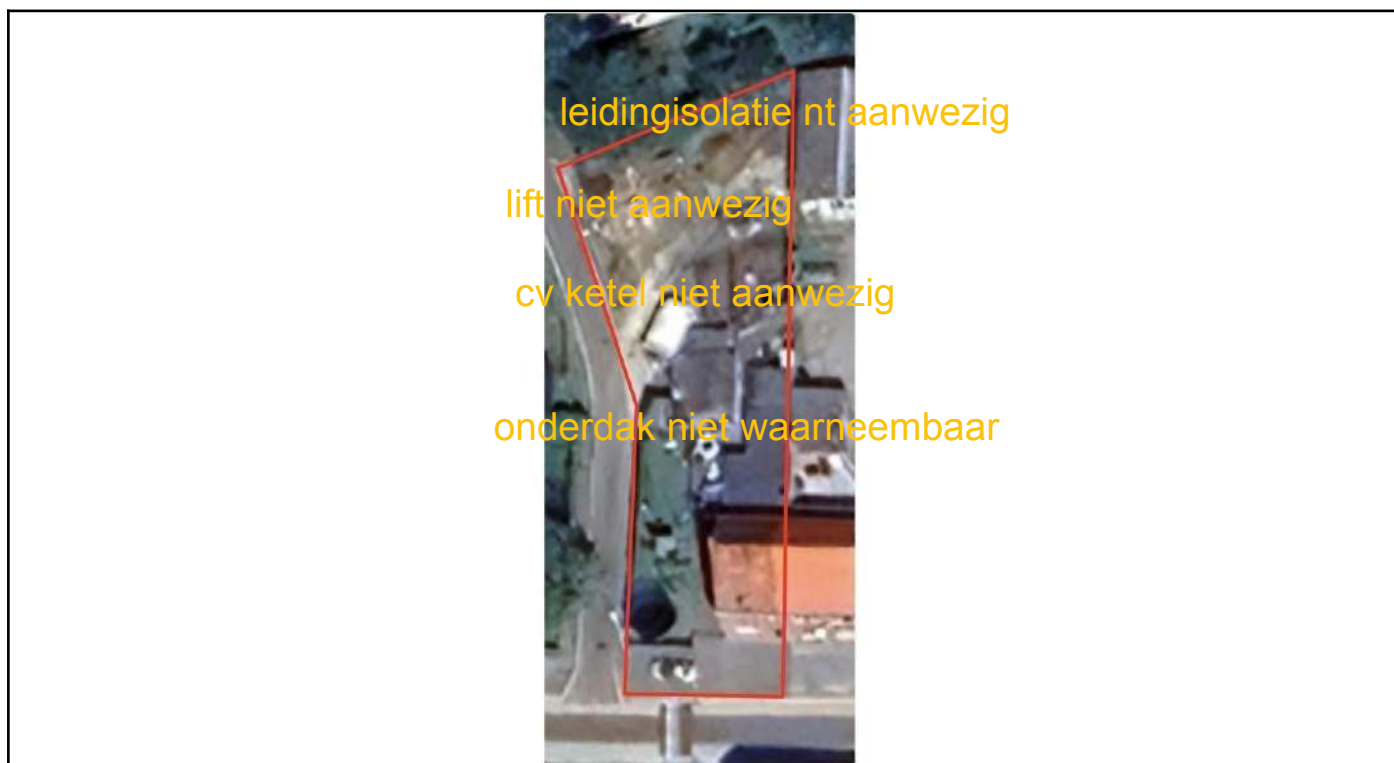 leidingisolatie nt aanwezig
lift niet aanwezig
cv ketel niet aanwezig
onderdak niet waarneembaar